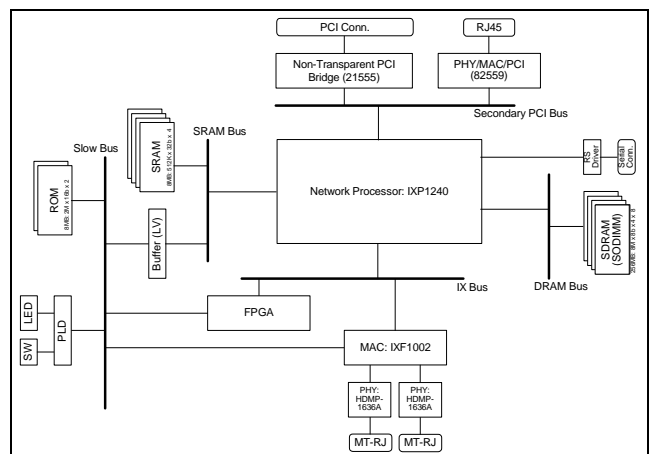 PCI Conn.
RJ45
Non-Transparent PCI
Bridge (21555)
PHY/MAC/PCI
(82559)
Secondary PCI Bus
SRAM Bus
Slow Bus
SRAM
8MB: 512K x 32b x 4
ROM
8MB: 2M x 16b x 2
Network Processor: IXP1240
RS
Driver
Serial
Conn.
SDRAM
(SODIMM)
256MB: 8M x 8b x 4 x 8
Buffer (LV)
IX Bus
DRAM Bus
LED
SW
PLD
FPGA
MAC: IXF1002
PHY:
HDMP-
1636A
PHY:
HDMP-
1636A
MT-RJ
MT-RJ